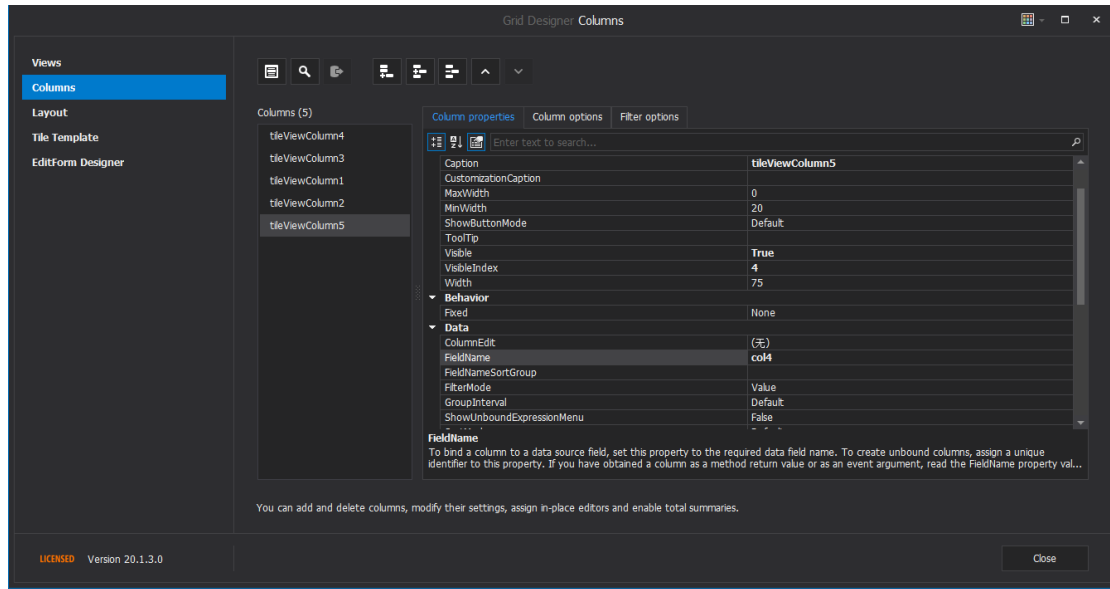 Grid Designer Columns
Views
Columns
Layout
Tile Template
EditForm Designer
Columns (5)
tileViewColumn4
tileViewColumn3
tileViewColumn1
tileViewColumn2
tileViewColumn5
Column properties Column options Filter options
Enter text to search...
Caption tileViewColumn5
CustomizationCaption
MaxWidth 0
MinWidth 20
ShowButtonMode Default
ToolTip
Visible True
VisibleIndex 4
Width 75
Behavior
Fixed None
Data
ColumnEdit (无)
FieldName col4
FieldNameSortGroup
FilterMode Value
GroupInterval Default
ShowUnboundExpressionMenu False
FieldName
To bind a column to a data source field, set this property to the required data field name. To create unbound columns, assign a unique
identifier to this property. If you have obtained a column as a method return value or as an event argument, read the FieldName property val...
You can add and delete columns, modify their settings, assign in-place editors and enable total summaries.
LICENSED Version 20.1.3.0
Close